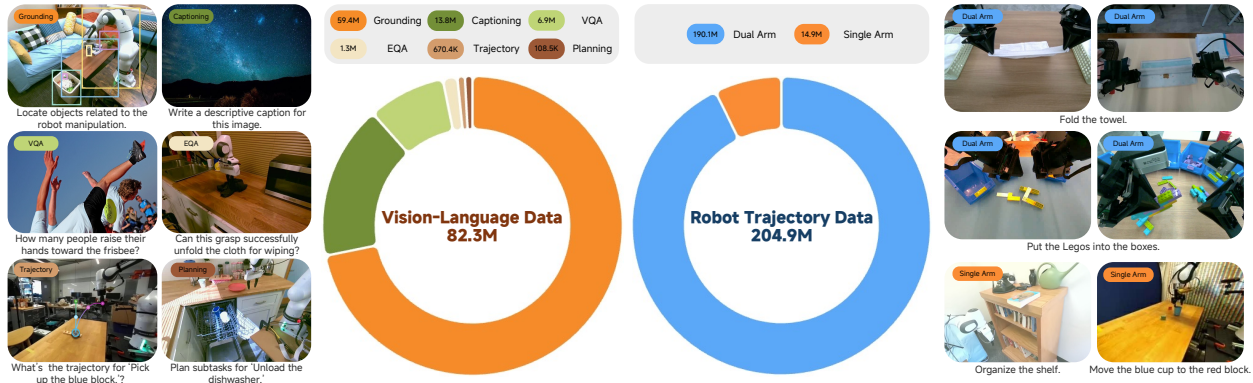 Grounding
Captioning
Locate objects related to the
robot manipulation.
Write a descriptive caption for
this image.
VQA
EQA
How many people raise their
hands toward the frisbee?
Can this grasp successfully
unfold the cloth for wiping?
Trajectory
Planning
What's the trajectory for 'Pick
up the blue block.'?
Plan subtasks for 'Unload the
dishwasher.'
59.4M Grounding 13.8M Captioning 6.9M VQA
1.3M EQA 670.4K Trajectory 108.5K Planning
Vision-Language Data
82.3M
190.1M Dual Arm 14.9M Single Arm
Robot Trajectory Data
204.9M
Dual Arm
Dual Arm
Fold the towel.
Dual Arm
Dual Arm
Put the Legos into the boxes.
Single Arm
Single Arm
Organize the shelf.
Move the blue cup to the red block.